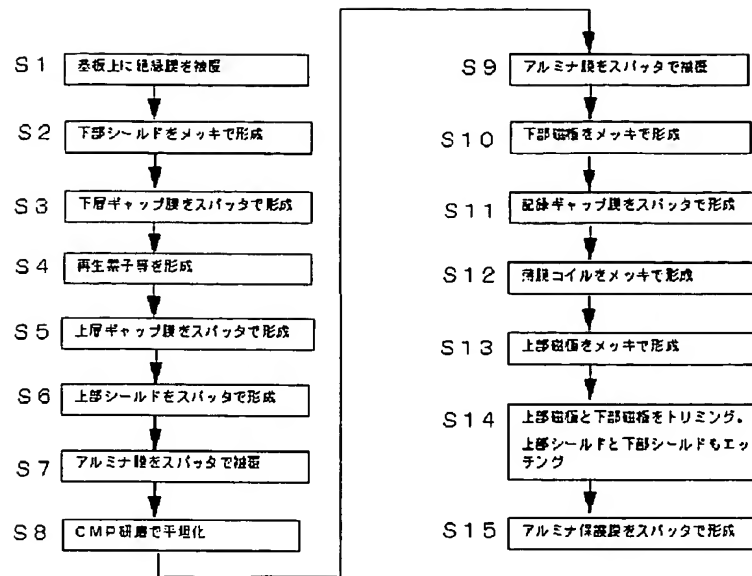 S1 基板上に絶縁膜を被覆
S2 下部シールドをメッキで形成
S3 下層ギャップ膜をスパッタで形成
S4 再生素子等を形成
S5 上層ギャップ膜をスパッタで形成
S6 上部シールドをスパッタで形成
S7 アルミナ膜をスパッタで被覆
S8 CMP研磨で平坦化
S9 アルミナ膜をスパッタで被覆
S10 下部磁極をメッキで形成
S11 記録ギャップ膜をスパッタで形成
S12 薄膜コイルをメッキで形成
S13 上部磁極をメッキで形成
S14 上部磁極と下部磁極をトリミング。
上部シールドと下部シールドもエッ
チング
S15 アルミナ保護膜をスパッタで形成